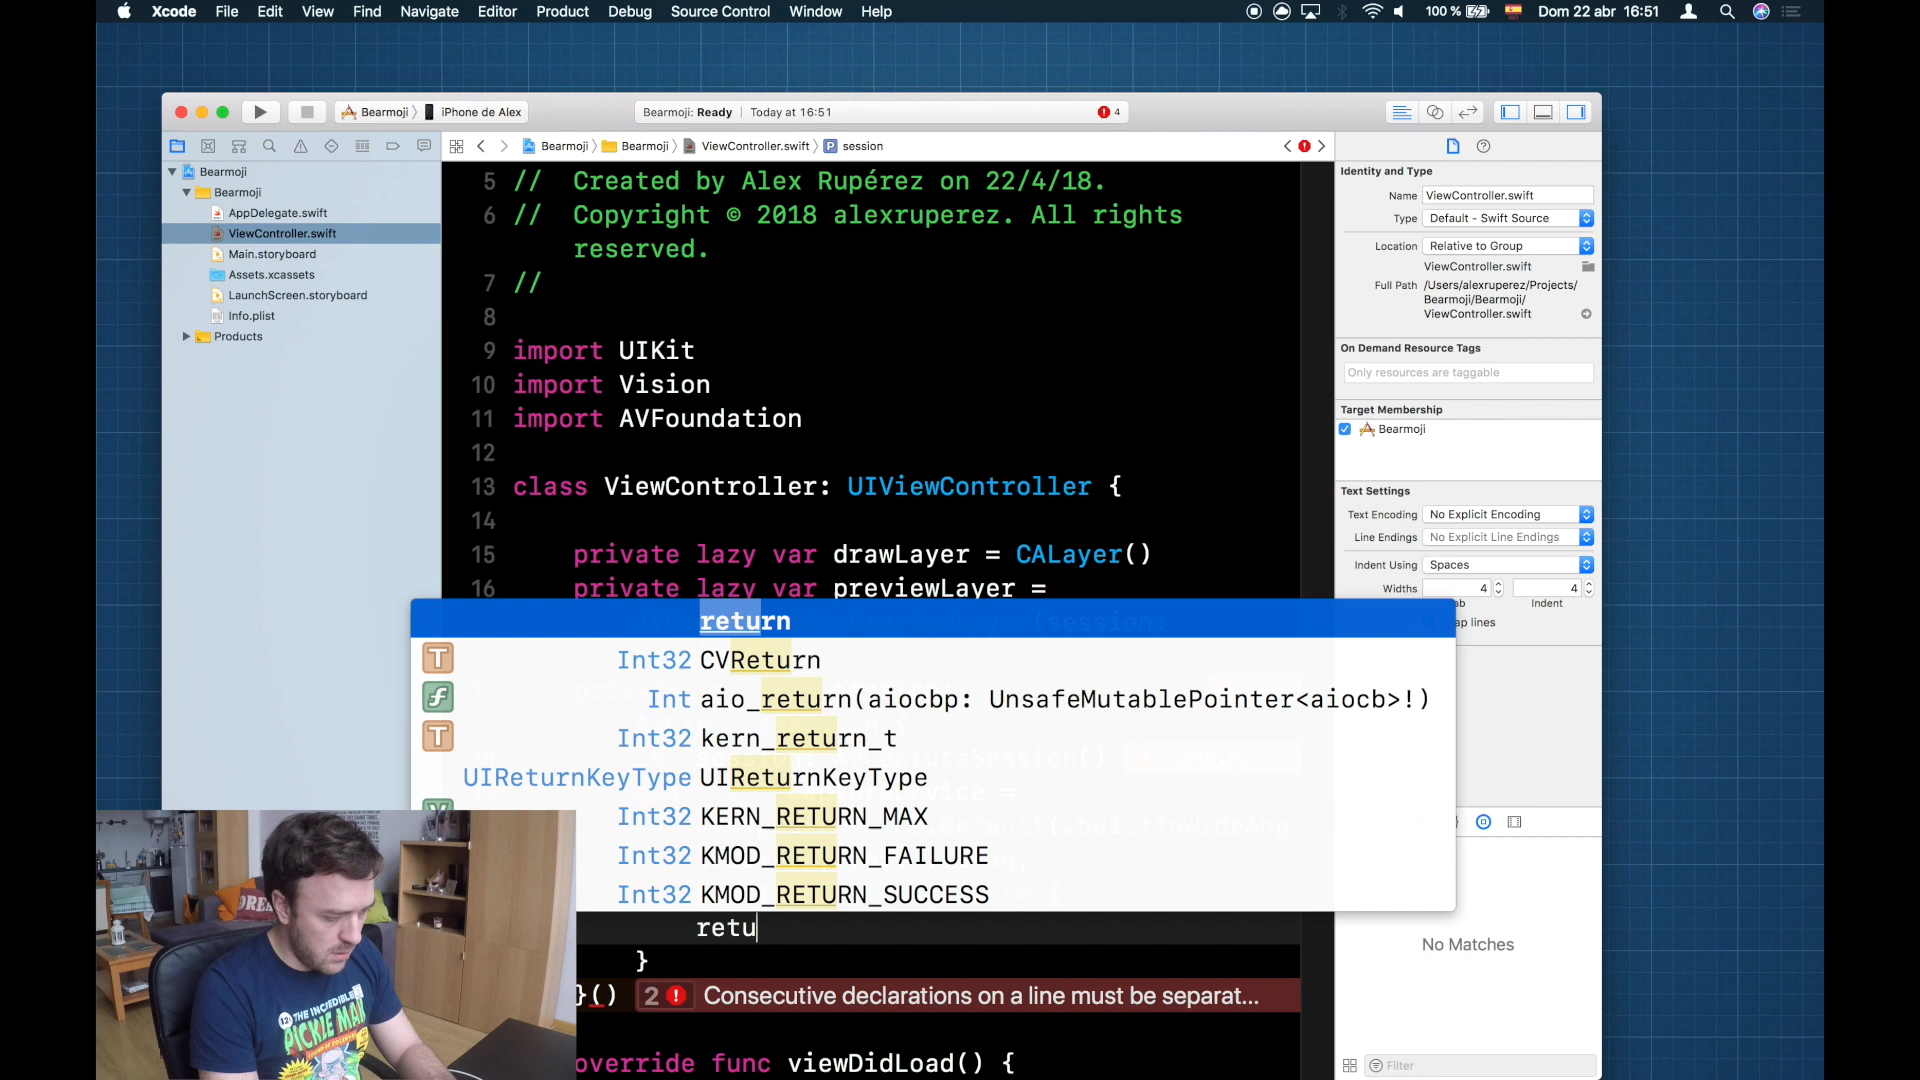 Xcode File Edit View Find Navigate Editor Product Debug Source Control Window Help 100 % Dom 22 abr 16:51
Bearmoji iPhone de Alex Bearmoji: Ready Today at 16:51 4
Bearmoji Bearmoji ViewController.swift P session
Bearmoji
Bearmoji
AppDelegate.swift
ViewController.swift
Main.storyboard
Assets.xcassets
LaunchScreen.storyboard
Info.plist
Products
5 // Created by Alex Rupérez on 22/4/18.
6 // Copyright © 2018 alexruperez. All rights
reserved.
7 //
8
9 import UIKit
10 import Vision
11 import AVFoundation
12
13 class ViewController: UIViewController {
14
15 private lazy var drawLayer = CALayer()
16 private lazy var previewLayer =
return
T Int32 CVReturn
f Int aio_return(aiocbp: UnsafeMutablePointer<aiocb>!)
T Int32 kern_return_t
UIReturnKeyType UIReturnKeyType
Int32 KERN_RETURN_MAX
Int32 KMOD_RETURN_FAILURE
Int32 KMOD_RETURN_SUCCESS
retu
}
}() 2 Consecutive declarations on a line must be separat...
override func viewDidLoad() {
Identity and Type
Name ViewController.swift
Type Default - Swift Source
Location Relative to Group
ViewController.swift
Full Path /Users/alexruperez/Projects/
Bearmoji/Bearmoji/
ViewController.swift
On Demand Resource Tags
Only resources are taggable
Target Membership
Bearmoji
Text Settings
Text Encoding No Explicit Encoding
Line Endings No Explicit Line Endings
Indent Using Spaces
Widths 4 4
Indent
lines
No Matches
Filter
THE INCREDIBLE
PICKLE MAN